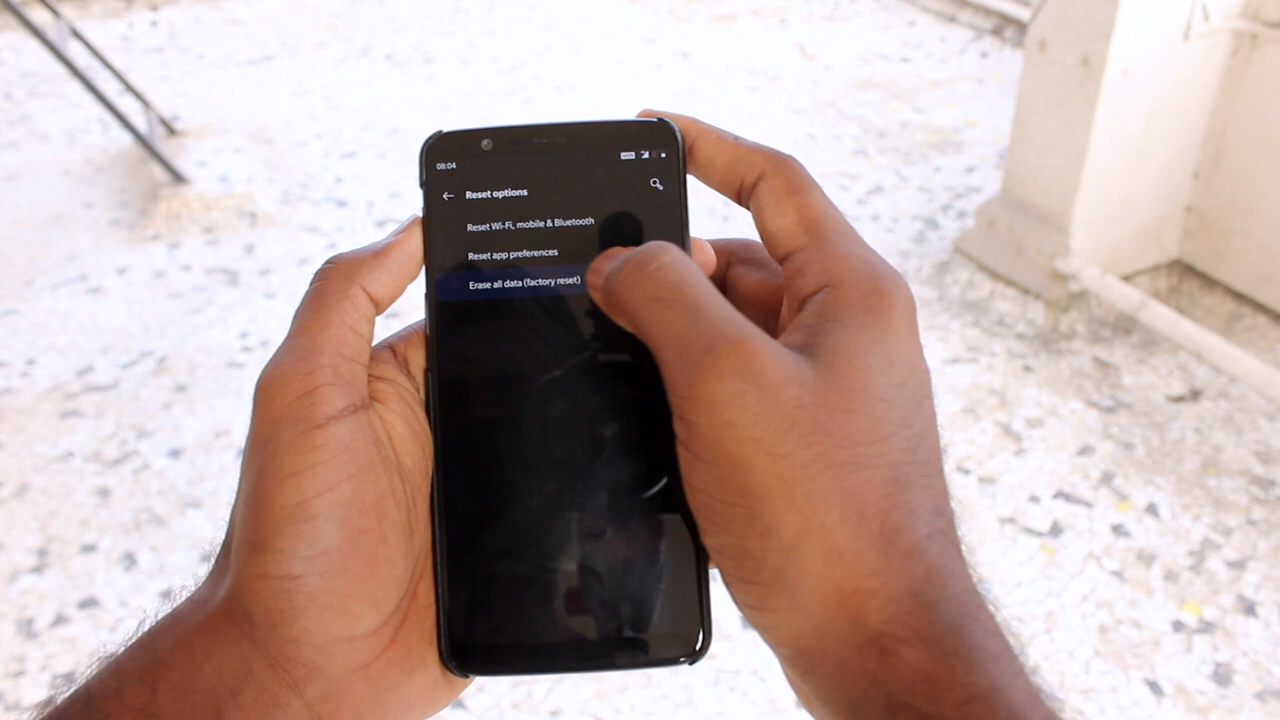 08:04
Reset options
Reset Wi-Fi, mobile & Bluetooth
Reset app preferences
Erase all data (factory reset)